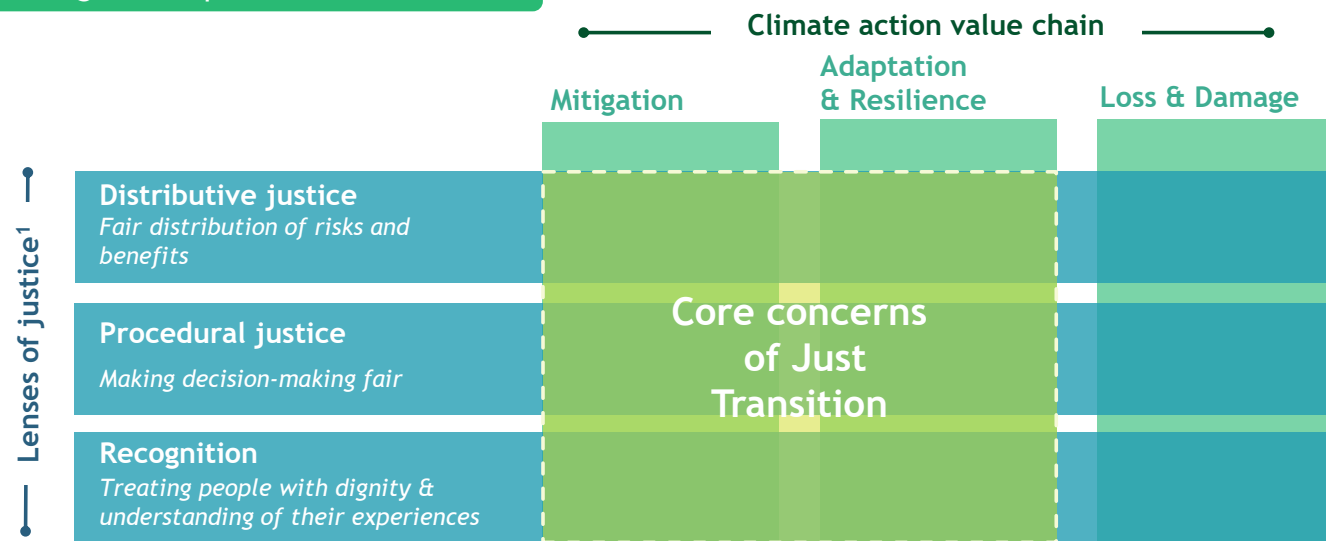 Climate action value chain
Mitigation
Adaptation
& Resilience
Loss & Damage
Lenses of justice¹
Distributive justice
Fair distribution of risks and
benefits
Procedural justice
Making decision-making fair
Recognition
Treating people with dignity &
understanding of their experiences
Core concerns
of Just
Transition